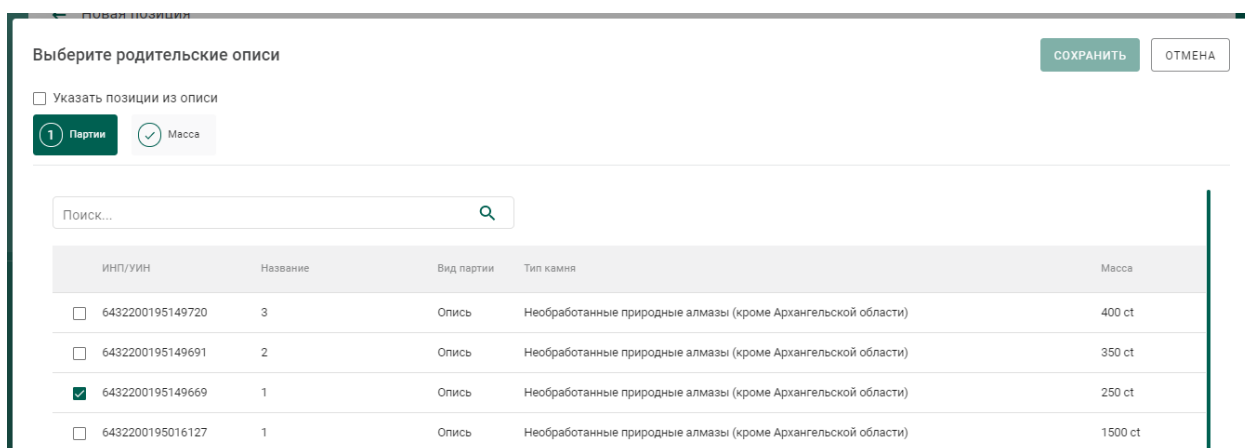 ← Новая позиция
Выберите родительские описи
СОХРАНИТЬ ОТМЕНА
Указать позиции из описи
1 Партии Масса
Поиск...
ИНП/УИН Название Вид партии Тип камня Масса
6432200195149720 3 Опись Необработанные природные алмазы (кроме Архангельской области) 400 ct
6432200195149691 2 Опись Необработанные природные алмазы (кроме Архангельской области) 350 ct
6432200195149669 1 Опись Необработанные природные алмазы (кроме Архангельской области) 250 ct
6432200195016127 1 Опись Необработанные природные алмазы (кроме Архангельской области) 1500 ct